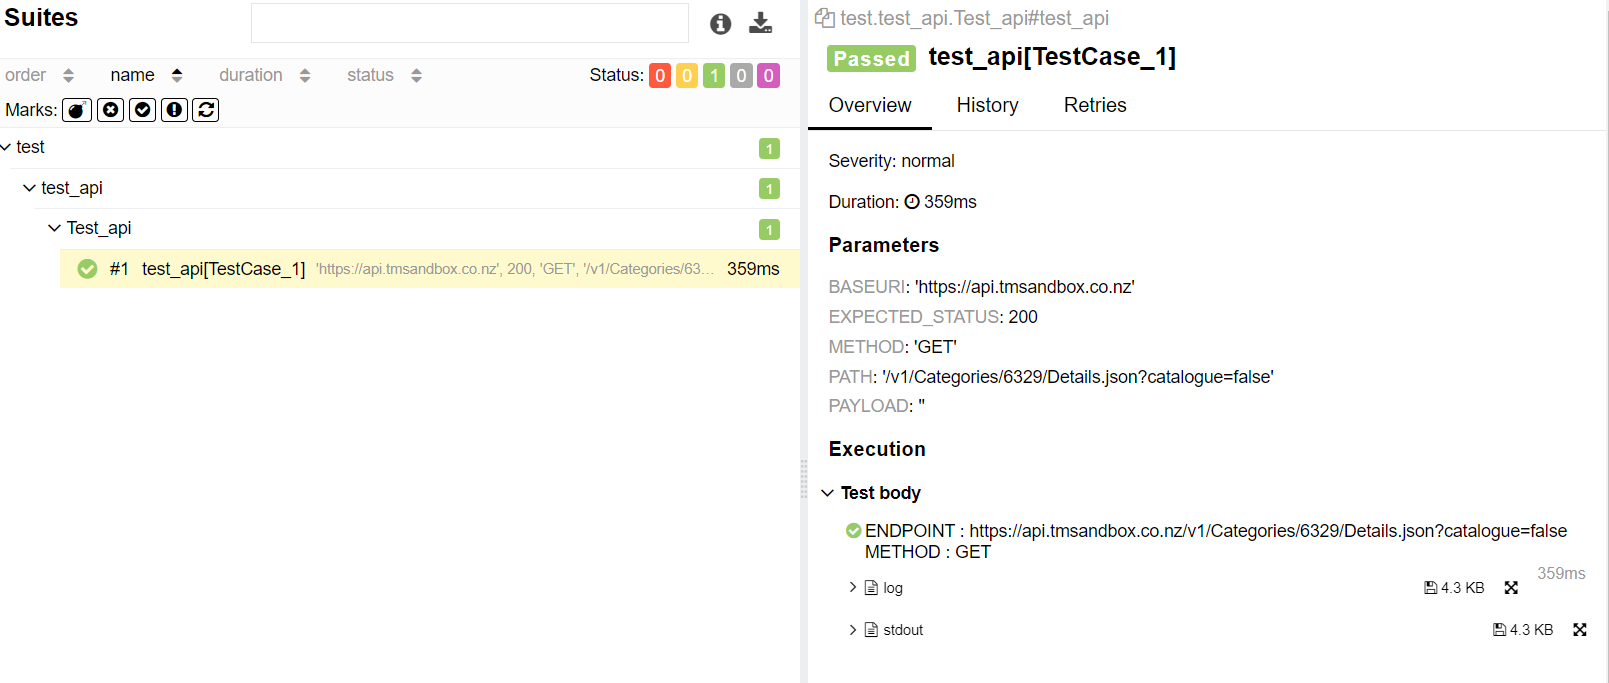 Suites
order name duration status Status: 0 0 1 0 0
Marks:
test 1
test_api 1
Test_api 1
#1 test_api[TestCase_1] 'https://api.tmsandbox.co.nz', 200, 'GET', '/v1/Categories/63... 359ms
test.test_api.Test_api#test_api
Passed test_api[TestCase_1]
Overview History Retries
Severity: normal
Duration: 359ms
Parameters
BASEURI: 'https://api.tmsandbox.co.nz'
EXPECTED_STATUS: 200
METHOD: 'GET'
PATH: '/v1/Categories/6329/Details.json?catalogue=false'
PAYLOAD: ''
Execution
Test body
ENDPOINT : https://api.tmsandbox.co.nz/v1/Categories/6329/Details.json?catalogue=false
METHOD : GET
359ms
log 4.3 KB
stdout 4.3 KB